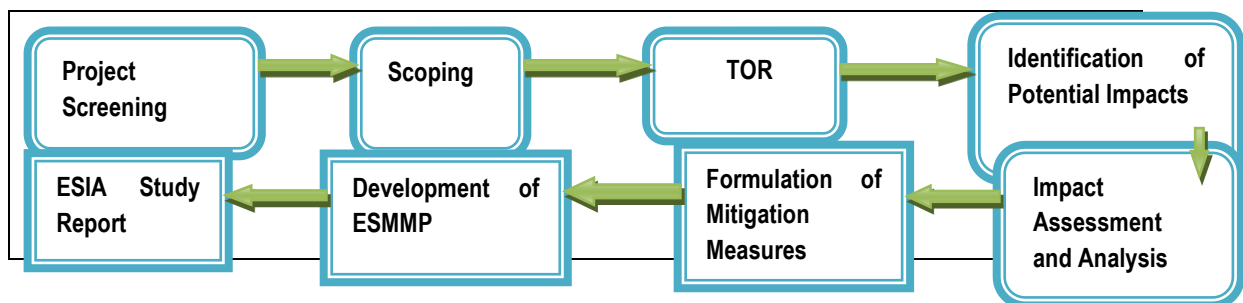 Project
Screening
Scoping
TOR
Identification of
Potential Impacts
ESIA Study
Report
Development of
ESMMP
Formulation of
Mitigation
Measures
Impact
Assessment
and Analysis